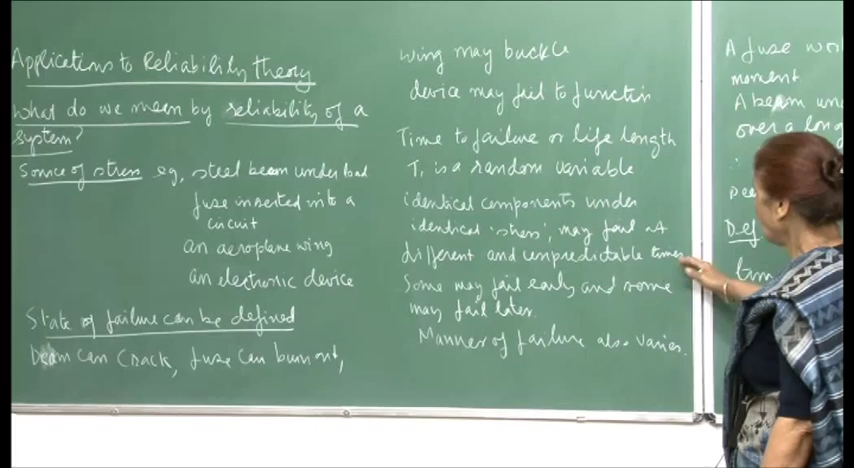 Applications to Reliability theory
What do we mean by reliability of a
system?
Source of stress eg, steel beam under load
fuse inserted into a
circuit
an aeroplane wing
an electronic device
State of failure can be defined
beam can crack, fuse can burn out,
wing may buckle
device may fail to function
Time to failure or life length
T, is a random variable
identical components under
identical 'stress', may fail at
different and unpredictable times
Some may fail early and some
may fail later.
Manner of failure also varies.
A fuse
moment
A beam
over a long
Def